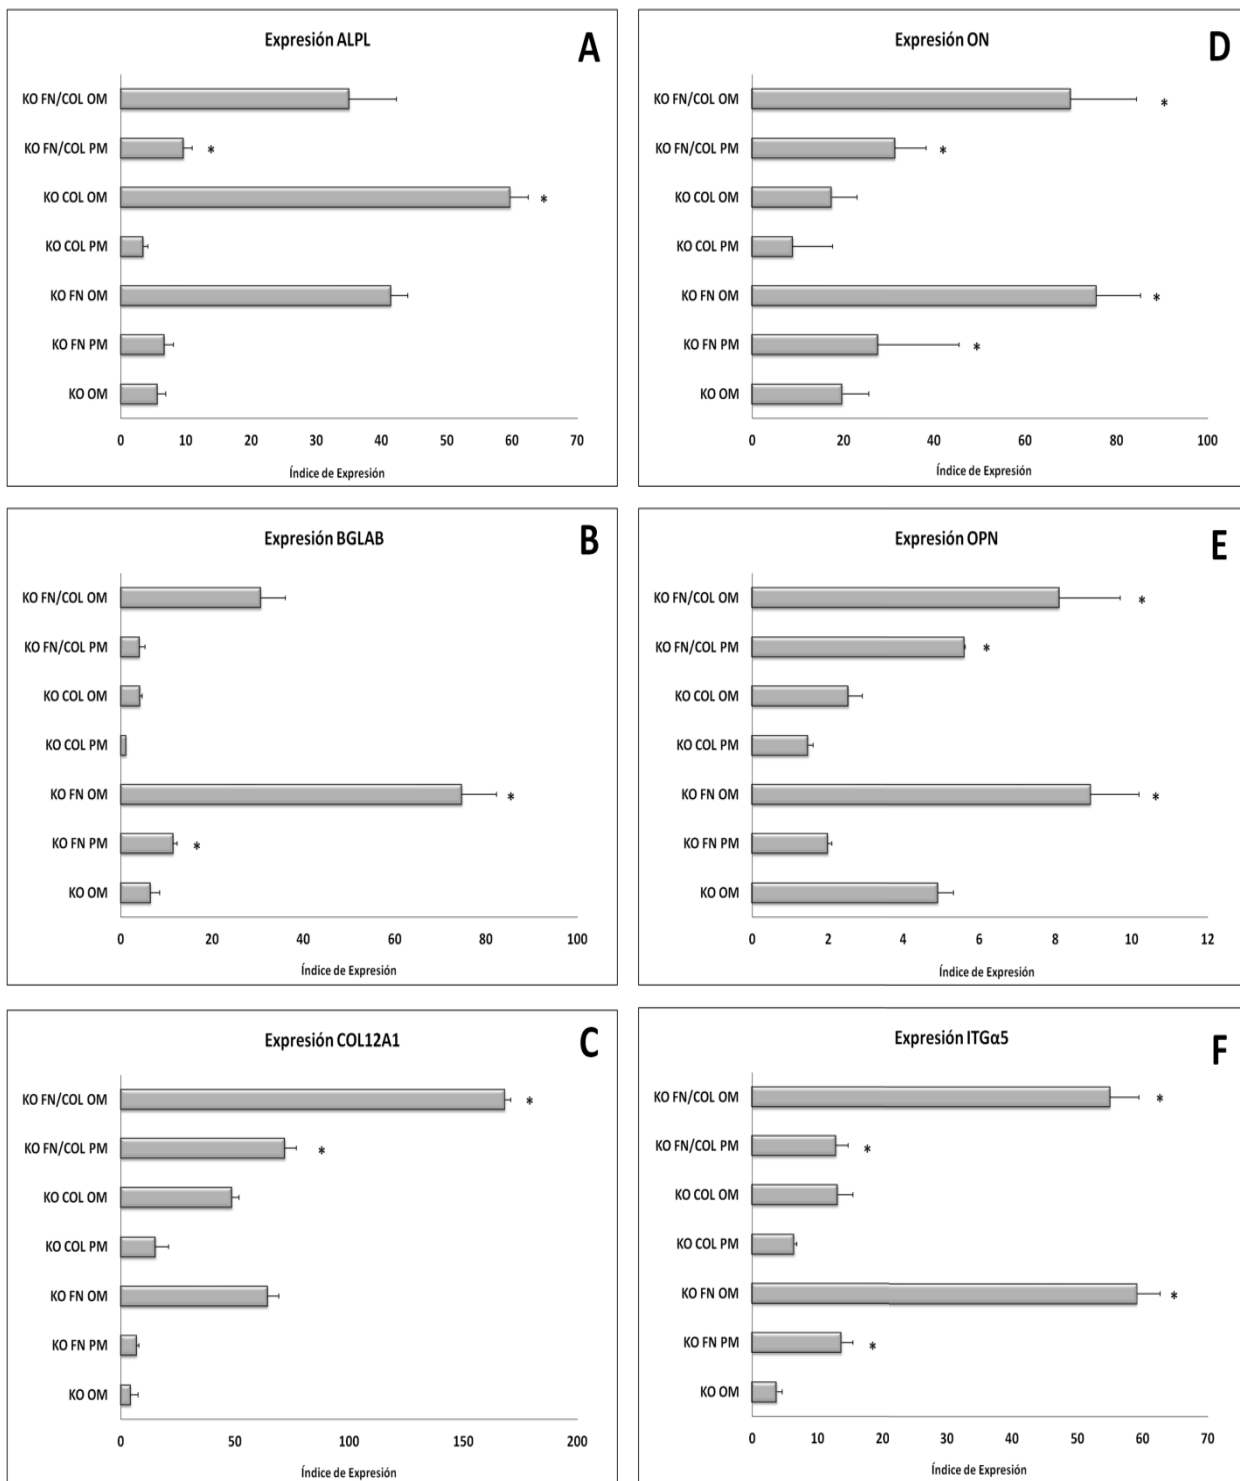 Expresión ALPL
A
KO FN/COL OM
KO FN/COL PM
*
KO COL OM
*
KO COL PM
KO FN OM
KO FN PM
KO OM
0 10 20 30 40 50 60 70
Índice de Expresión
Expresión ON
D
KO FN/COL OM
*
KO FN/COL PM
*
KO COL OM
KO COL PM
KO FN OM
*
KO FN PM
*
KO OM
0 20 40 60 80 100
Índice de Expresión
Expresión BGLAB
B
KO FN/COL OM
KO FN/COL PM
KO COL OM
KO COL PM
KO FN OM
*
KO FN PM
*
KO OM
0 20 40 60 80 100
Índice de Expresión
Expresión OPN
E
KO FN/COL OM
*
KO FN/COL PM
*
KO COL OM
KO COL PM
KO FN OM
*
KO FN PM
KO OM
0 2 4 6 8 10 12
Índice de Expresión
Expresión COL12A1
C
KO FN/COL OM
*
KO FN/COL PM
*
KO COL OM
KO COL PM
KO FN OM
KO FN PM
KO OM
0 50 100 150 200
Índice de Expresión
Expresión ITGα5
F
KO FN/COL OM
*
KO FN/COL PM
*
KO COL OM
KO COL PM
KO FN OM
*
KO FN PM
*
KO OM
0 10 20 30 40 50 60 70
Índice de Expresión